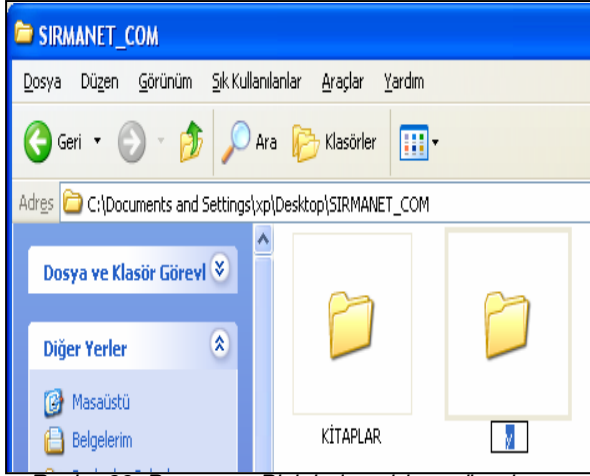 SIRMANET_COM
Dosya Düzen Görünüm Sık Kullanılanlar Araçlar Yardım
Geri Ara Klasörler
Adres C:\Documents and Settings\xp\Desktop\SIRMANET_COM
Dosya ve Klasör Görevl
Diğer Yerler
Masaüstü
Belgelerim
KİTAPLAR
y